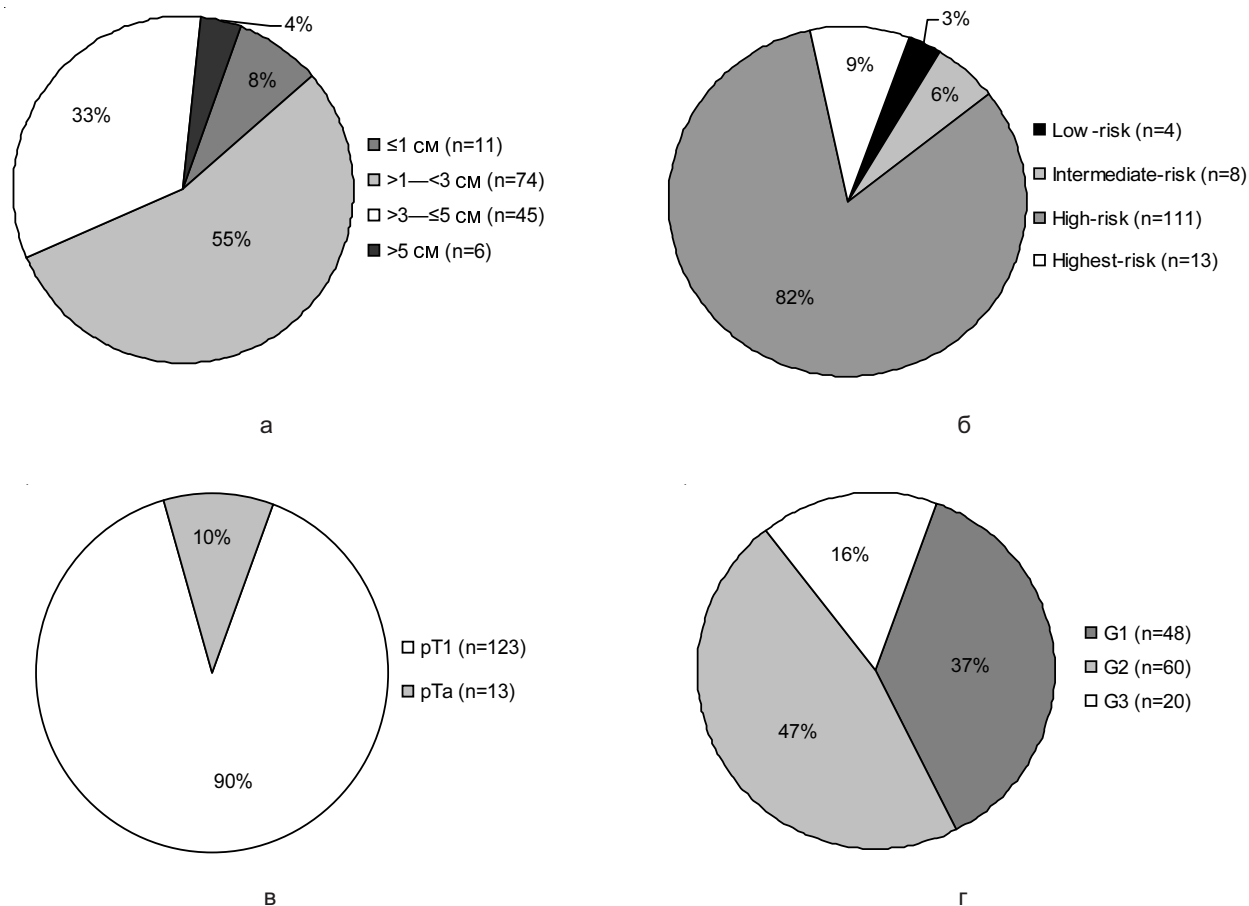 4%
8%
33%
55%
≤1 см (n=11)
>1—<3 см (n=74)
>3—≤5 см (n=45)
>5 см (n=6)
а
3%
9%
6%
82%
Low-risk (n=4)
Intermediate-risk (n=8)
High-risk (n=111)
Highest-risk (n=13)
б
10%
90%
pT1 (n=123)
pTa (n=13)
в
16%
37%
47%
G1 (n=48)
G2 (n=60)
G3 (n=20)
г